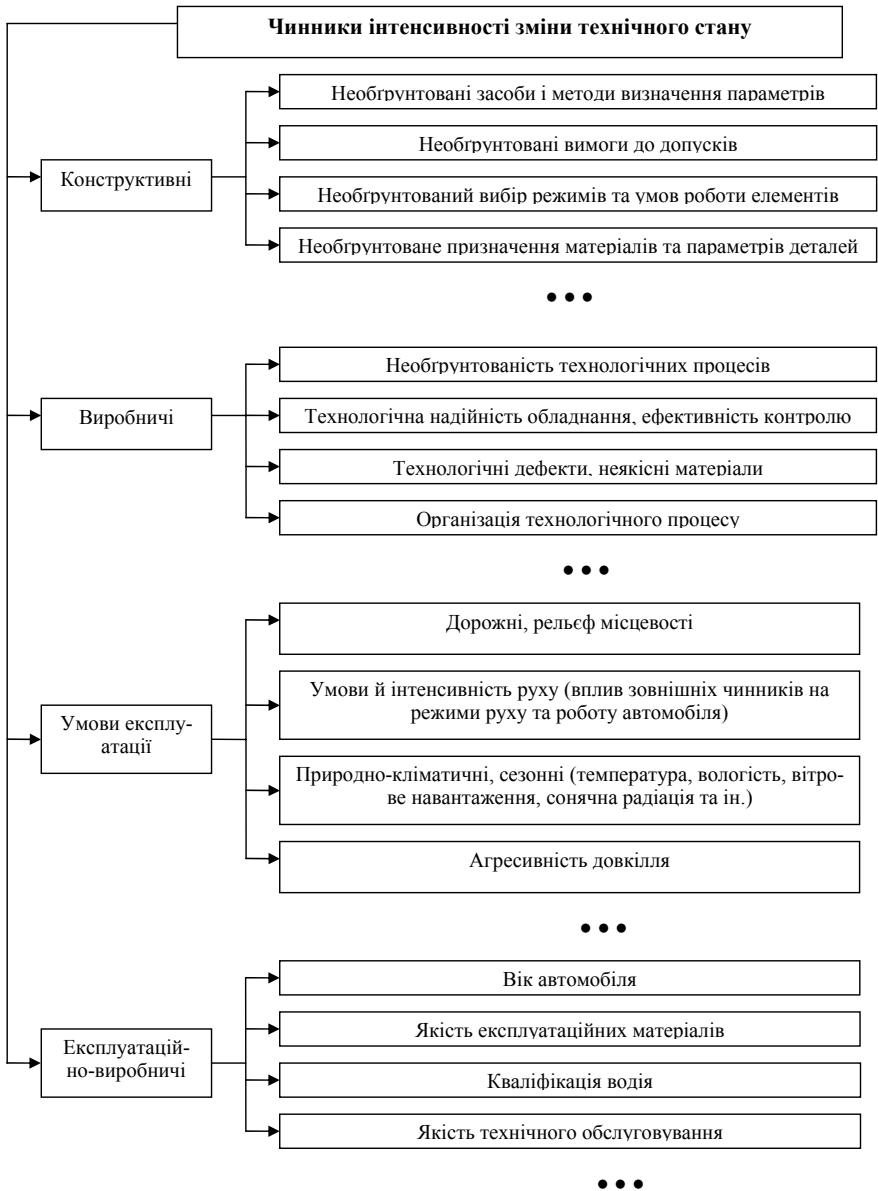 Чинники інтенсивності зміни технічного стану
Необґрунтовані засоби і методи визначення параметрів
Необґрунтовані вимоги до допусків
Конструктивні
Необґрунтований вибір режимів та умов роботи елементів
Необґрунтоване призначення матеріалів та параметрів деталей
•••
Необґрунтованість технологічних процесів
Виробничі
Технологічна надійність обладнання, ефективність контролю
Технологічні дефекти, неякісні матеріали
Організація технологічного процесу
•••
Дорожні, рельєф місцевості
Умови й інтенсивність руху (вплив зовнішніх чинників на
режими руху та роботу автомобіля)
Умови експлу-
атації
Природно-кліматичні, сезонні (температура, вологість, вітро-
ве навантаження, сонячна радіація та ін.)
Агресивність довкілля
•••
Вік автомобіля
Якість експлуатаційних матеріалів
Експлуатацій-
но-виробничі
Кваліфікація водія
Якість технічного обслуговування
•••